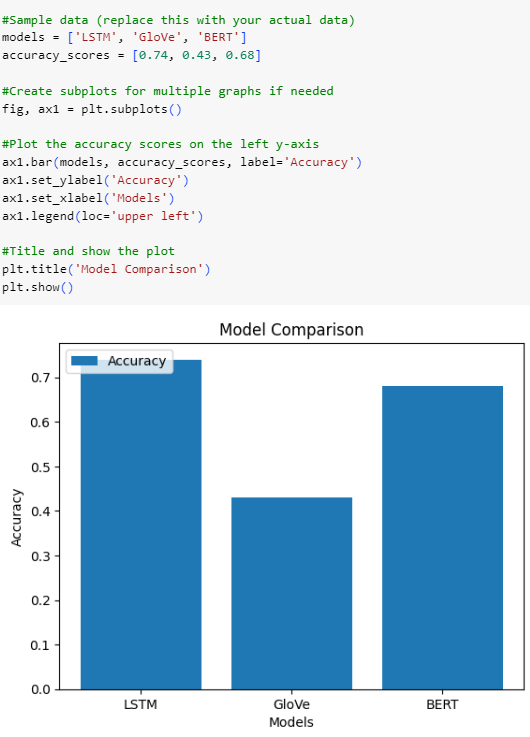 #Sample data (replace this with your actual data)
models = ['LSTM', 'GloVe', 'BERT']
accuracy_scores = [0.74, 0.43, 0.68]
#Create subplots for multiple graphs if needed
fig, ax1 = plt.subplots()
#Plot the accuracy scores on the left y-axis
ax1.bar(models, accuracy_scores, label='Accuracy')
ax1.set_ylabel('Accuracy')
ax1.set_xlabel('Models')
ax1.legend(loc='upper left')
#Title and show the plot
plt.title('Model Comparison')
plt.show()
Model Comparison
Accuracy
0.7
0.6
0.5
0.4
0.3
0.2
0.1
0.0
Accuracy
LSTM GloVe BERT
Models